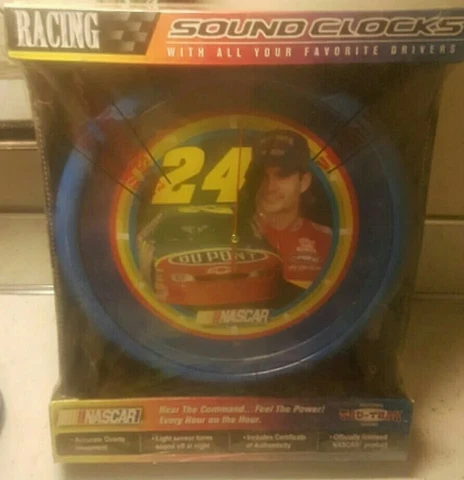 RACING
SOUND CLOCKS
WITH ALL YOUR FAVORITE DRIVERS
24
DU PONT
NASCAR
NASCAR
Hear The Command.. Feel The Power!
Every Hour on the Hour.
• Accurate Quartz movement
• Light sensor turns sound off at night
• Includes Certificate of Authenticity
• Officially licensed NASCAR product